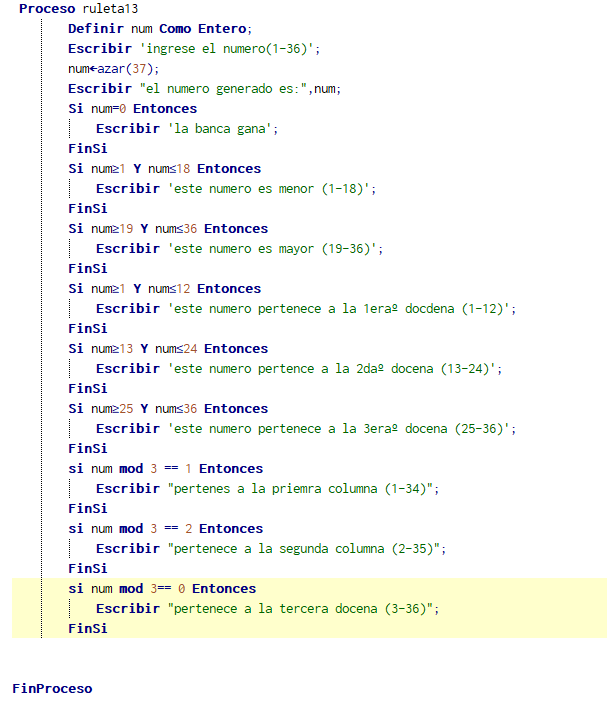 Proceso ruleta13
Definir num Como Entero;
Escribir 'ingrese el numero(1-36)';
num←azar(37);
Escribir "el numero generado es:",num;
Si num=0 Entonces
Escribir 'la banca gana';
FinSi
Si num≥1 Y num≤18 Entonces
Escribir 'este numero es menor (1-18)';
FinSi
Si num≥19 Y num≤36 Entonces
Escribir 'este numero es mayor (19-36)';
FinSi
Si num≥1 Y num≤12 Entonces
Escribir 'este numero pertenece a la 1eraº docdena (1-12)';
FinSi
Si num≥13 Y num≤24 Entonces
Escribir 'este numero pertence a la 2daº docena (13-24)';
FinSi
Si num≥25 Y num≤36 Entonces
Escribir 'este numero pertenece a la 3eraº docena (25-36)';
FinSi
si num mod 3 == 1 Entonces
Escribir "pertenes a la priemra columna (1-34)";
FinSi
si num mod 3 == 2 Entonces
Escribir "pertenece a la segunda columna (2-35)";
FinSi
si num mod 3== 0 Entonces
Escribir "pertenece a la tercera docena (3-36)";
FinSi
FinProceso